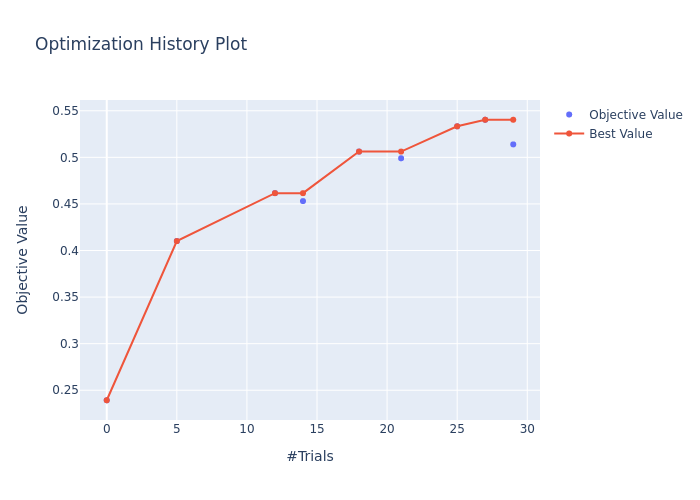 Optimization History Plot
Objective Value
Best Value
0.55
0.5
0.45
0.4
0.35
0.3
0.25
Objective Value
0
5
10
15
20
25
30
#Trials